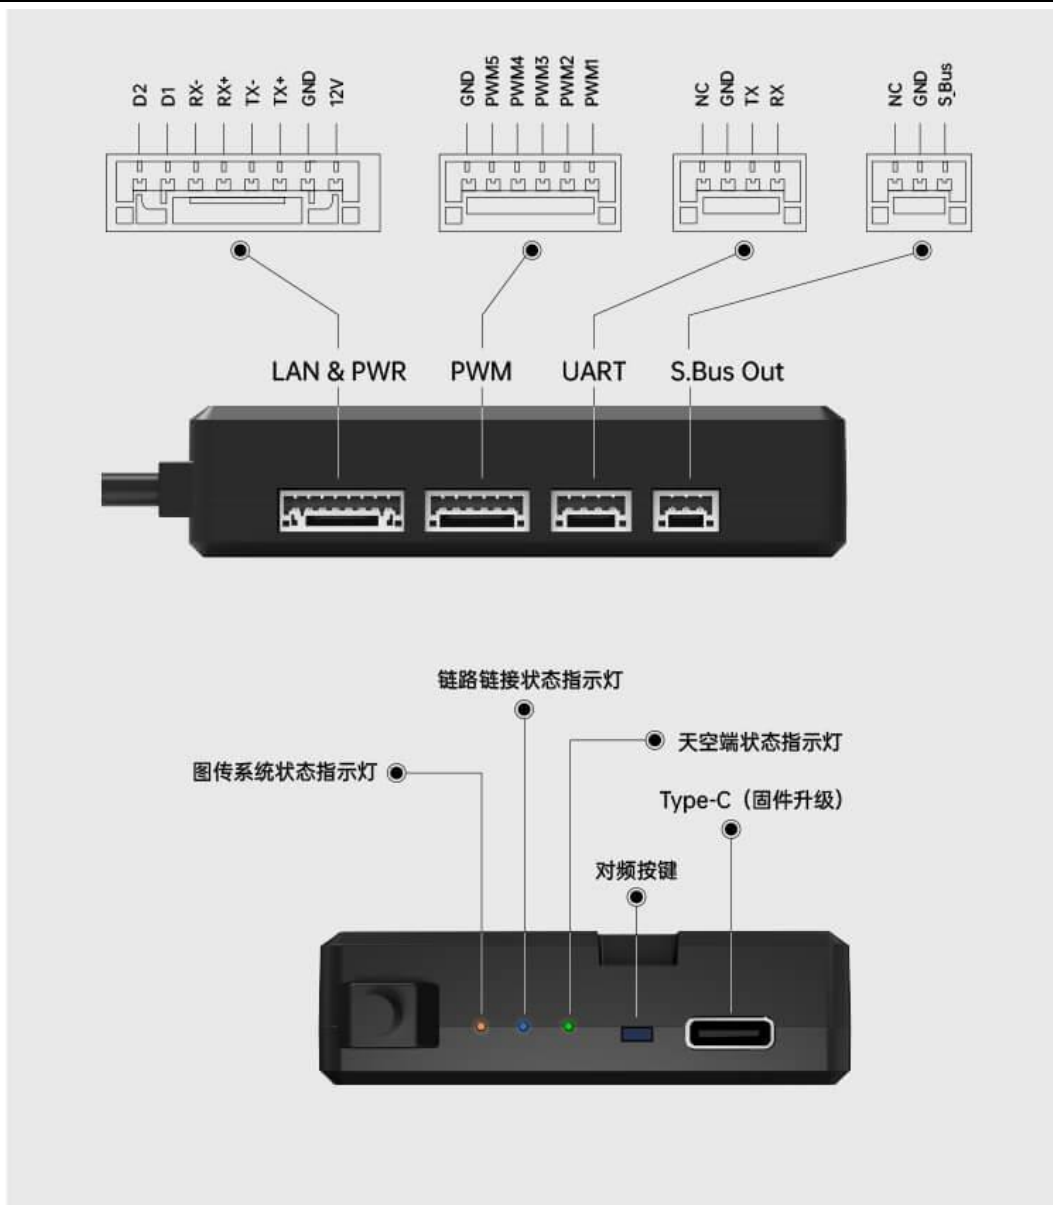 D2 D1 RX- RX+ TX- TX+ GND 12V
GND PWM5 PWM4 PWM3 PWM2 PWM1
NC GND TX RX
NC GND S_Bus
LAN & PWR
PWM
UART
S.Bus Out
链路链接状态指示灯
天空端状态指示灯
图传系统状态指示灯
Type-C（固件升级）
对频按键